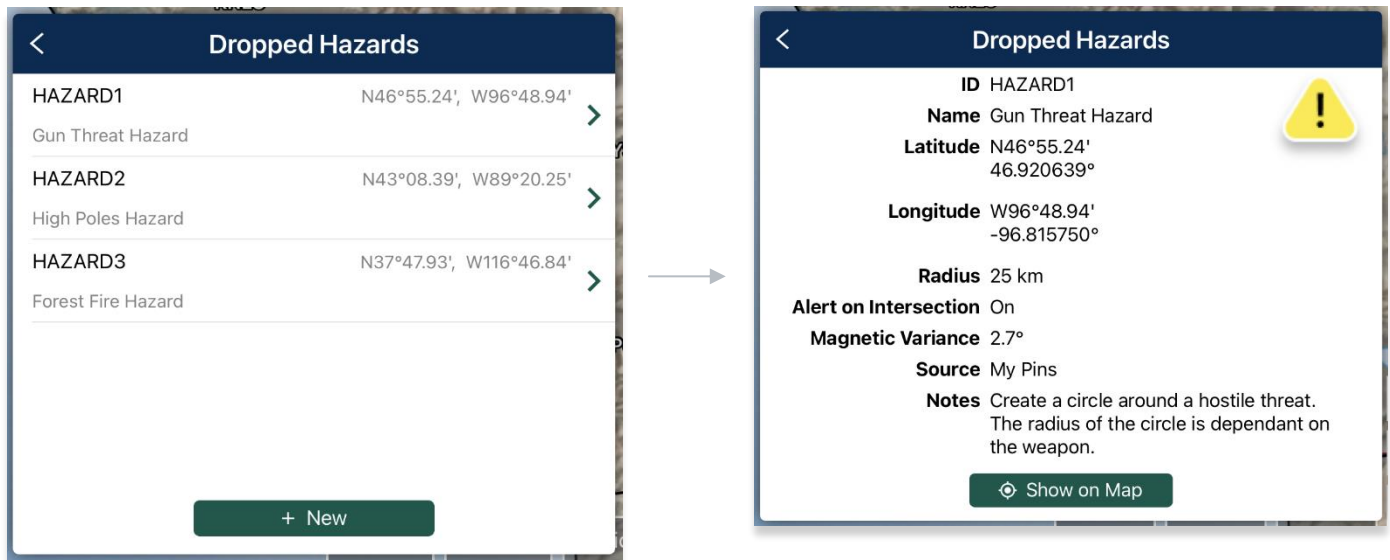 Dropped Hazards
HAZARD1 N46°55.24', W96°48.94'
Gun Threat Hazard
HAZARD2 N43°08.39', W89°20.25'
High Poles Hazard
HAZARD3 N37°47.93', W116°46.84'
Forest Fire Hazard
+ New
Dropped Hazards
ID HAZARD1
Name Gun Threat Hazard
Latitude N46°55.24'
46.920639°
Longitude W96°48.94'
-96.815750°
Radius 25 km
Alert on Intersection On
Magnetic Variance 2.7°
Source My Pins
Notes Create a circle around a hostile threat.
The radius of the circle is dependant on
the weapon.
Show on Map